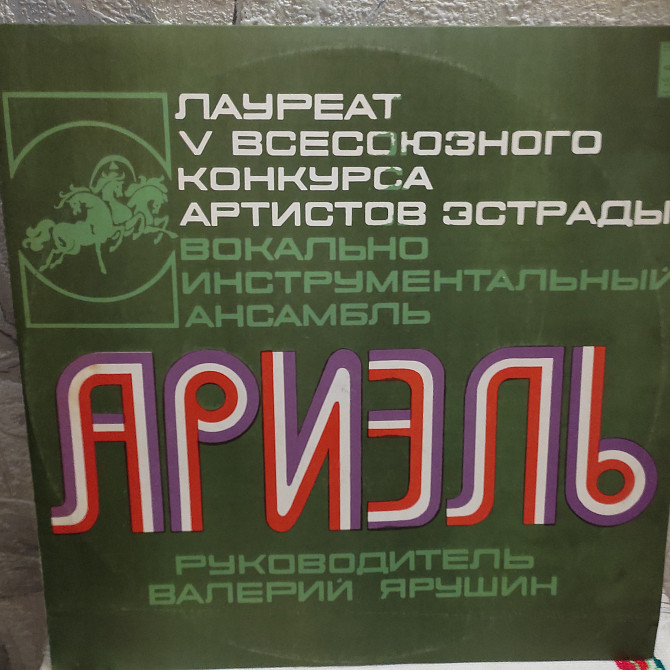 ЛАУРЕАТ
V ВСЕСОЮЗНОГО
КОНКУРСА
АРТИСТОВ ЭСТРАДЫ
ВОКАЛЬНО
ИНСТРУМЕНТАЛЬНЫЙ
АНСАМБЛЬ
АРИЭЛЬ
РУКОВОДИТЕЛЬ
ВАЛЕРИЙ ЯРУШИН